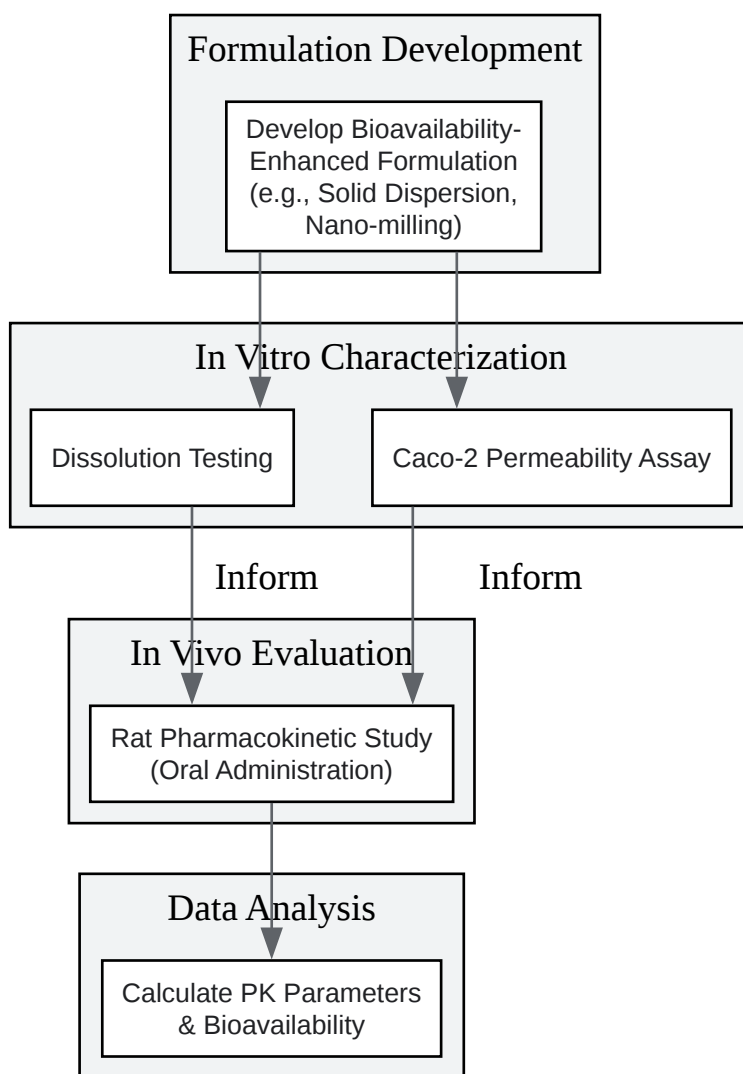 Formulation Development
Develop Bioavailability-
Enhanced Formulation
(e.g., Solid Dispersion,
Nano-milling)
In Vitro Characterization
Dissolution Testing
Caco-2 Permeability Assay
Inform
Inform
In Vivo Evaluation
Rat Pharmacokinetic Study
(Oral Administration)
Data Analysis
Calculate PK Parameters
& Bioavailability